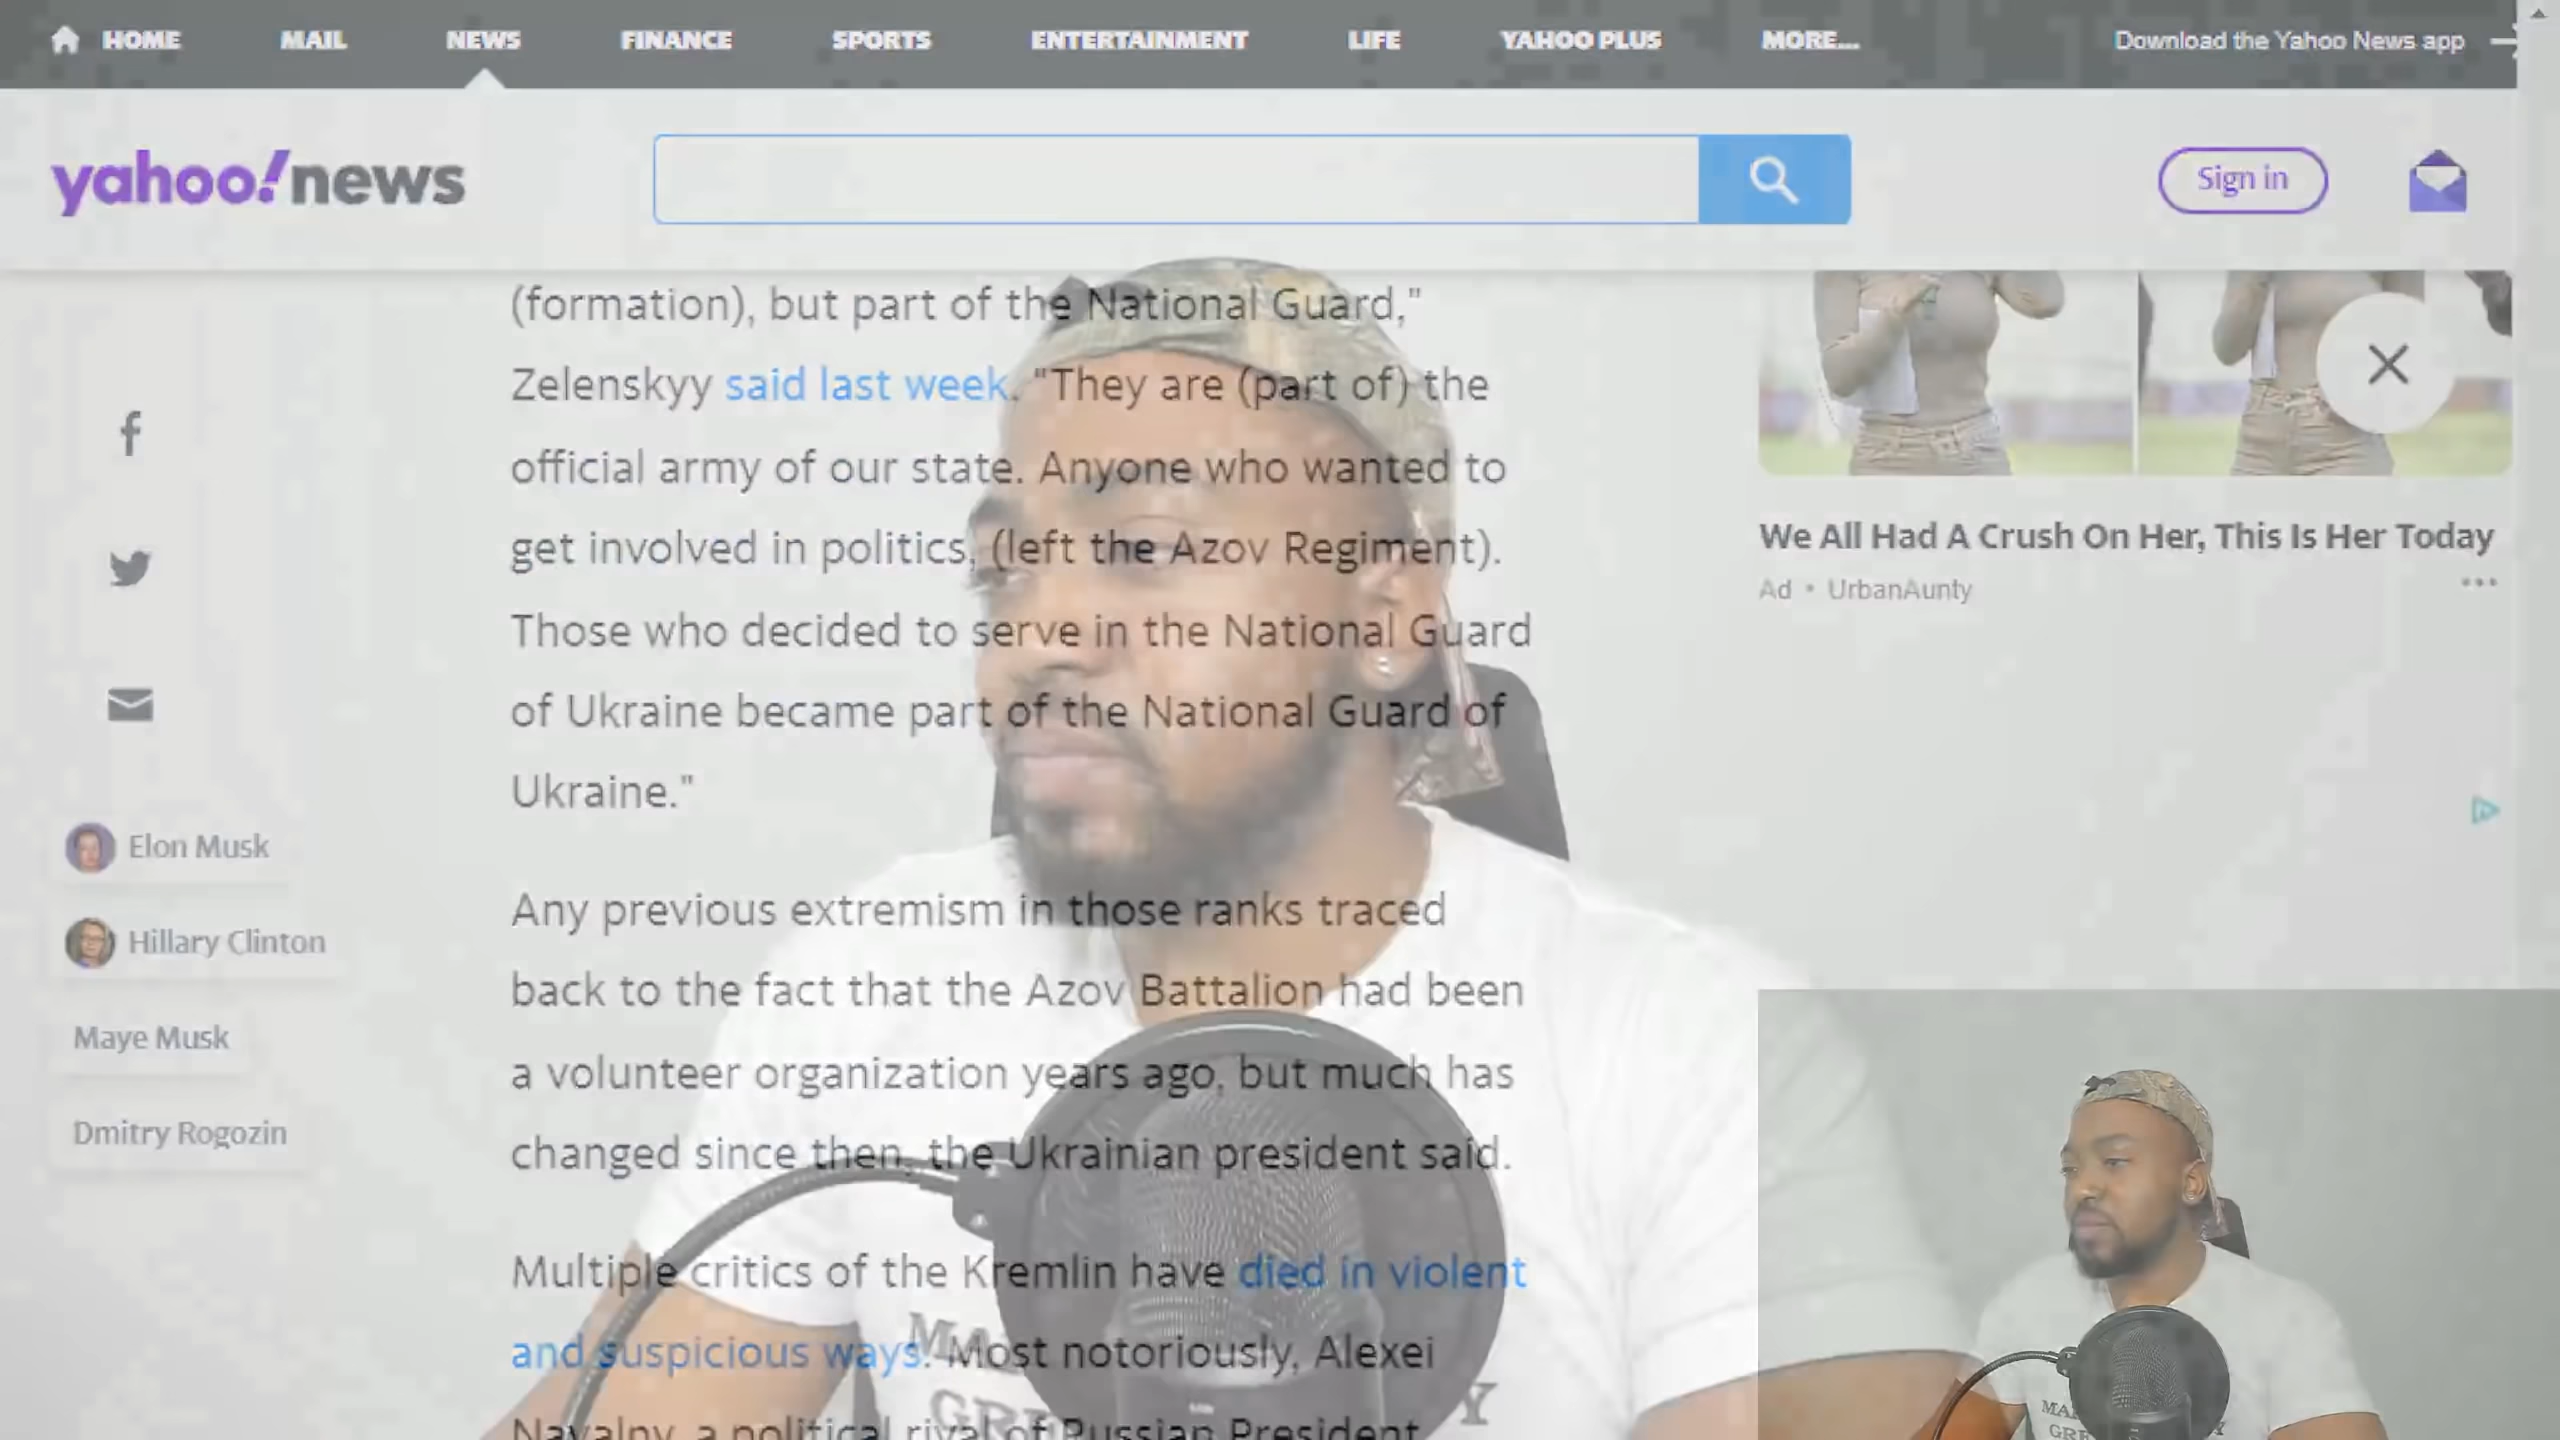 HOME MAIL NEWS FINANCE SPORTS ENTERTAINMENT LIFE YAHOO PLUS MORE... Download the Yahoo News app
yahoo!news
Sign in
(formation), but part of the National Guard,"
Zelenskyy said last week. "They are (part of) the
official army of our state. Anyone who wanted to
get involved in politics, (left the Azov Regiment).
Those who decided to serve in the National Guard
of Ukraine became part of the National Guard of
Ukraine."
Any previous extremism in those ranks traced
back to the fact that the Azov Battalion had been
a volunteer organization years ago, but much has
changed since then, the Ukrainian president said.
Multiple critics of the Kremlin have died in violent
and suspicious ways. Most notoriously, Alexei
Navalny, a political rival of Russian President
Elon Musk
Hillary Clinton
Maye Musk
Dmitry Rogozin
We All Had A Crush On Her, This Is Her Today
Ad • UrbanAunty